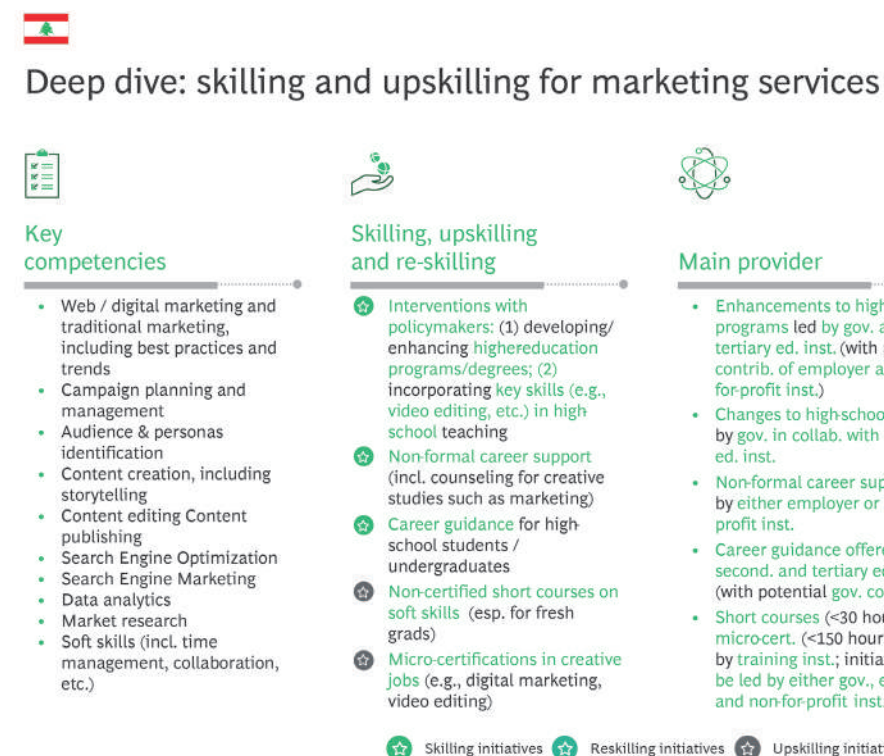 Deep dive: skilling and upskilling for marketing services
Key
competencies
• Web / digital marketing and
traditional marketing,
including best practices and
trends
• Campaign planning and
management
• Audience & personas
identification
• Content creation, including
storytelling
• Content editing Content
publishing
• Search Engine Optimization
• Search Engine Marketing
• Data analytics
• Market research
• Soft skills (incl. time
management, collaboration,
etc.)
Skilling, upskilling
and re-skilling
Interventions with
policymakers: (1) developing/
enhancing highereducation
programs/degrees; (2)
incorporating key skills (e.g.,
video editing, etc.) in high-
school teaching
Non-formal career support
(incl. counseling for creative
studies such as marketing)
Career guidance for high-
school students /
undergraduates
Non-certified short courses on
soft skills (esp. for fresh
grads)
Micro-certifications in creative
jobs (e.g., digital marketing,
video editing)
Main provider
• Enhancements to high
programs led by gov. a
tertiary ed. inst. (with
contrib. of employer a
for-profit inst.)
• Changes to high-school
by gov. in collab. with
ed. inst.
• Non-formal career sup
by either employer or
profit inst.
• Career guidance offere
second. and tertiary ed
(with potential gov. co
• Short courses (<30 hou
micro-cert. (<150 hour
by training inst.; initia
be led by either gov., e
and non-for-profit inst.
Skilling initiatives Reskilling initiatives Upskilling initiati